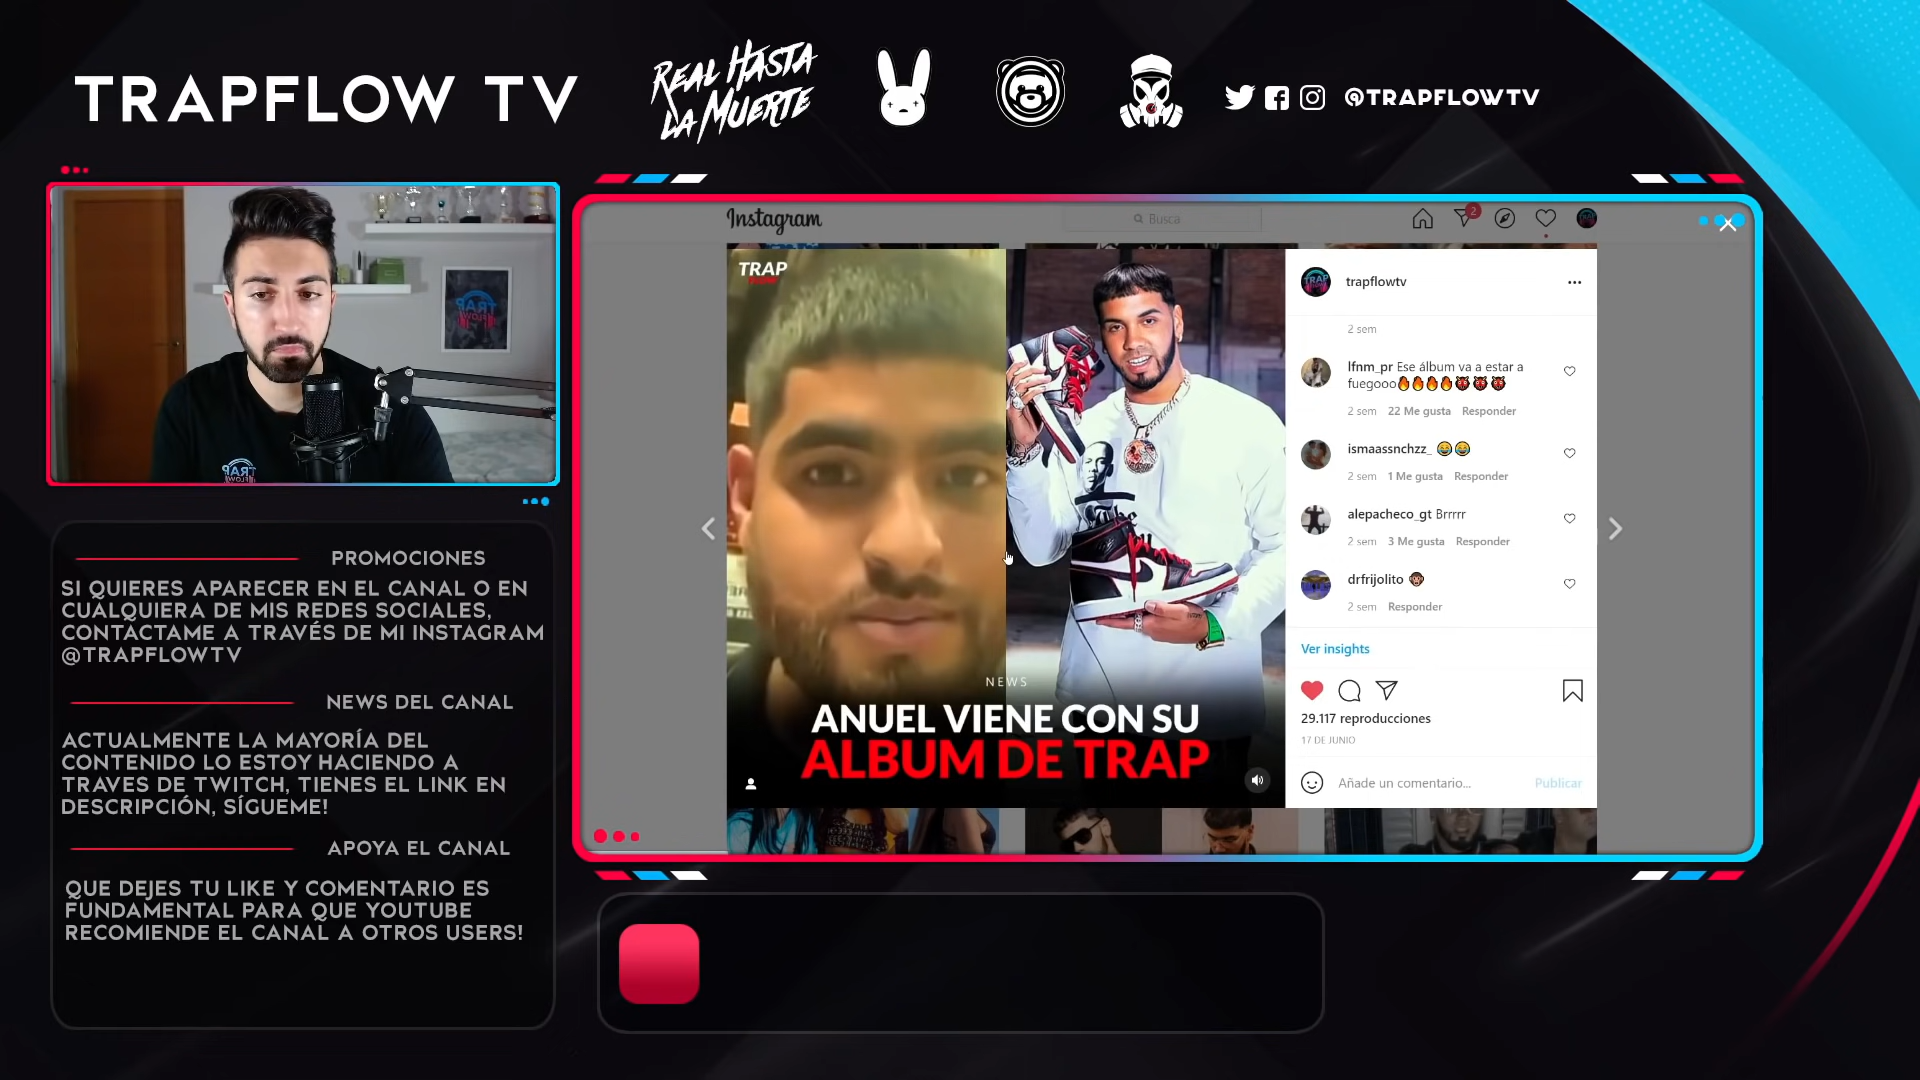 TRAPFLOW TV
REAL HASTA
LA MUERTE
@TRAPFLOWTV
PROMOCIONES
SI QUIERES APARECER EN EL CANAL O EN
CUALQUIERA DE MIS REDES SOCIALES,
CONTÁCTAME A TRAVÉS DE MI INSTAGRAM
@TRAPFLOWTV
NEWS DEL CANAL
ACTUALMENTE LA MAYORÍA DEL
CONTENIDO LO ESTOY HACIENDO A
TRAVES DE TWITCH, TIENES EL LINK EN
DESCRIPCIÓN, SÍGUEME!
APOYA EL CANAL
QUE DEJES TU LIKE Y COMENTARIO ES
FUNDAMENTAL PARA QUE YOUTUBE
RECOMIENDE EL CANAL A OTROS USERS!
Instagram
Busca
2
TRAP
NEWS
ANUEL VIENE CON SU
ALBUM DE TRAP
trapflowtv
2 sem
lfnm_pr Ese álbum va a estar a
fuegooo🔥🔥🔥🔥👹👹👹
2 sem 22 Me gusta Responder
ismaassnchzz_ 😂😂
2 sem 1 Me gusta Responder
alepacheco_gt Brrrrr
2 sem 3 Me gusta Responder
drfrijolito 🐵
2 sem Responder
Ver insights
29.117 reproducciones
17 DE JUNIO
Añade un comentario... Publicar